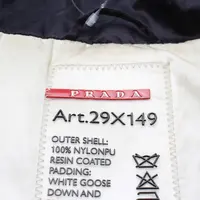 PRADA
Art.29X149
OUTER SHELL:
100% NYLONPU
RESIN COATED
PADDING:
WHITE GOOSE
DOWN AND